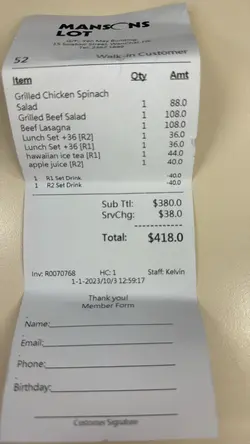 MANSONS
LOT
52 Walk-in Customer
Item Qty Amt
Grilled Chicken Spinach
Salad 1 88.0
Grilled Beef Salad 1 108.0
Beef Lasagna 1 108.0
Lunch Set +36 [R2] 1 36.0
Lunch Set +36 [R1] 1 36.0
hawaiian ice tea [R1] 1 44.0
apple juice [R2] 1 40.0
1 R1 Set Drink -40.0
1 R2 Set Drink -40.0
Sub Ttl: $380.0
SrvChg: $38.0
Total: $418.0
Inv: R0070768 HC: 1 Staff: Kelvin
1-1-2023/10/3 12:59:17
Thank you!
Member Form
Name:
Email:
Phone:
Birthday:
Customer Signature